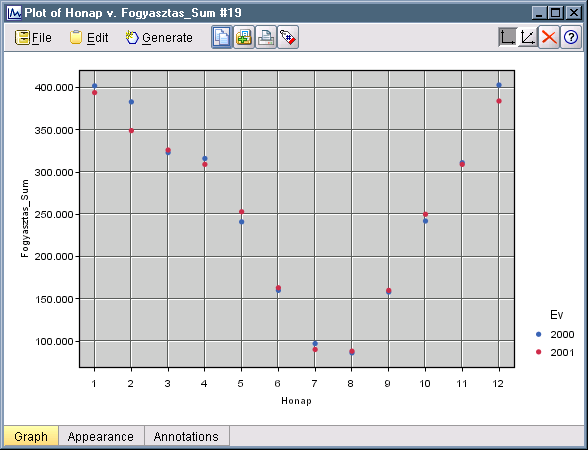 Plot of Honap v. Fogyasztas_Sum #19
File Edit Generate
400.000
350.000
300.000
250.000
200.000
150.000
100.000
Fogyasztas_Sum
1 2 3 4 5 6 7 8 9 10 11 12
Honap
Ev
2000
2001
Graph Appearance Annotations